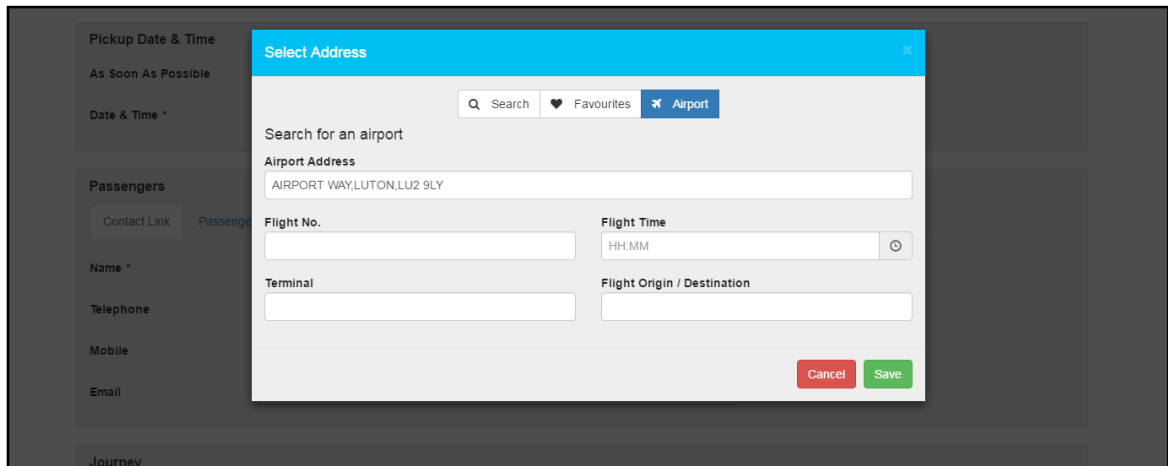 Pickup Date & Time
As Soon As Possible
Date & Time *
Select Address
×
Search Favourites Airport
Search for an airport
Airport Address
AIRPORT WAY,LUTON,LU2 9LY
Flight No. Flight Time
HH:MM
Terminal Flight Origin / Destination
Cancel Save
Passengers
Contact Link Passenge
Name *
Telephone
Mobile
Email
Journey